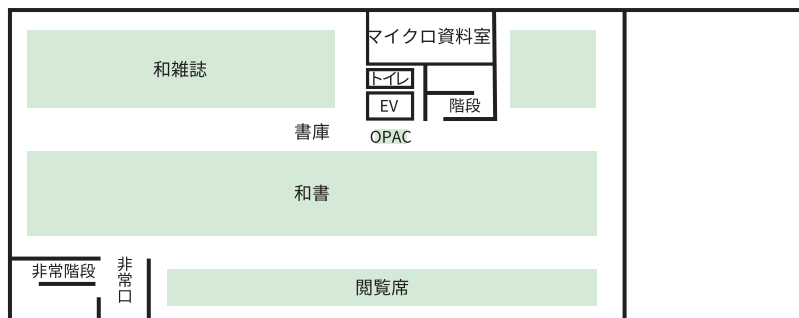 マイクロ資料室
和雑誌
トイレ
EV
階段
書庫
OPAC
和書
非常階段
非常口
閲覧席